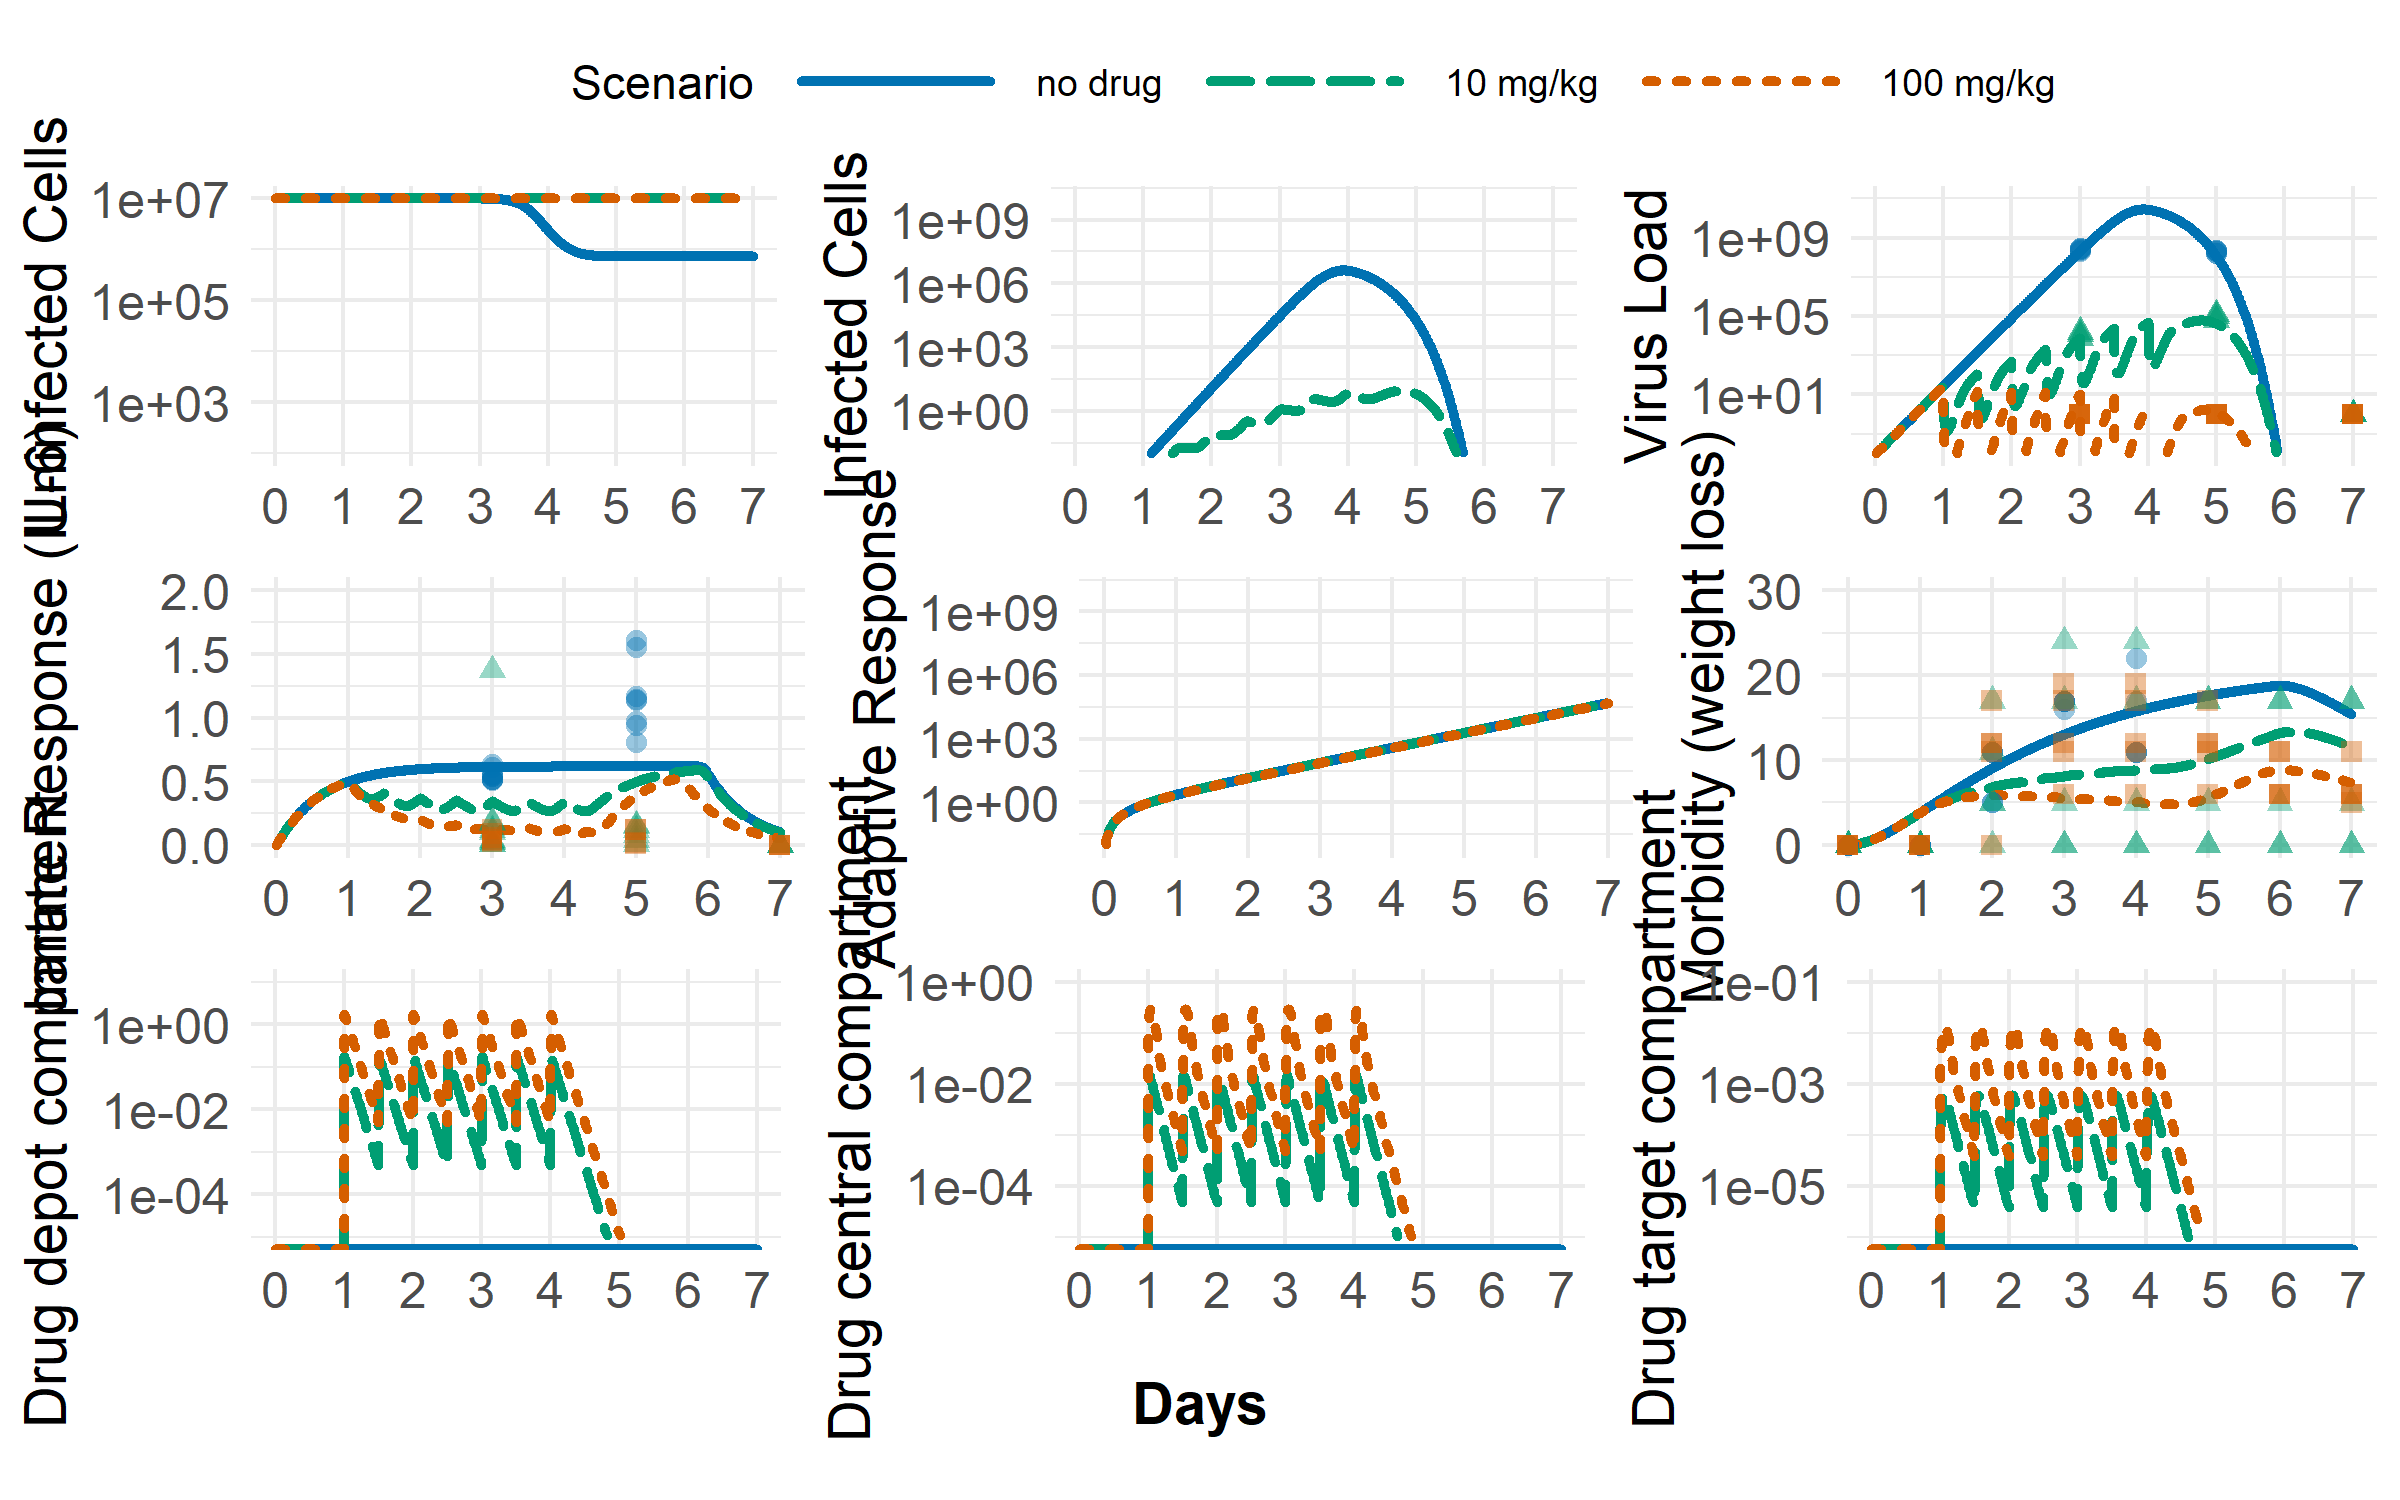 Scenario no drug 10 mg/kg 100 mg/kg
Uninfected Cells
1e+07
1e+05
1e+03
0 1 2 3 4 5 6 7
Infected Cells
1e+09
1e+06
1e+03
1e+00
0 1 2 3 4 5 6 7
Virus Load
1e+09
1e+05
1e+01
0 1 2 3 4 5 6 7
Innate Response (IL-6)
2.0
1.5
1.0
0.5
0.0
0 1 2 3 4 5 6 7
Adaptive Response
1e+09
1e+06
1e+03
1e+00
0 1 2 3 4 5 6 7
Morbidity (weight loss)
30
20
10
0
0 1 2 3 4 5 6 7
Drug depot compartment
1e+00
1e-02
1e-04
0 1 2 3 4 5 6 7
Drug central compartment
1e+00
1e-02
1e-04
0 1 2 3 4 5 6 7
Drug target compartment
1e-01
1e-03
1e-05
0 1 2 3 4 5 6 7
Days